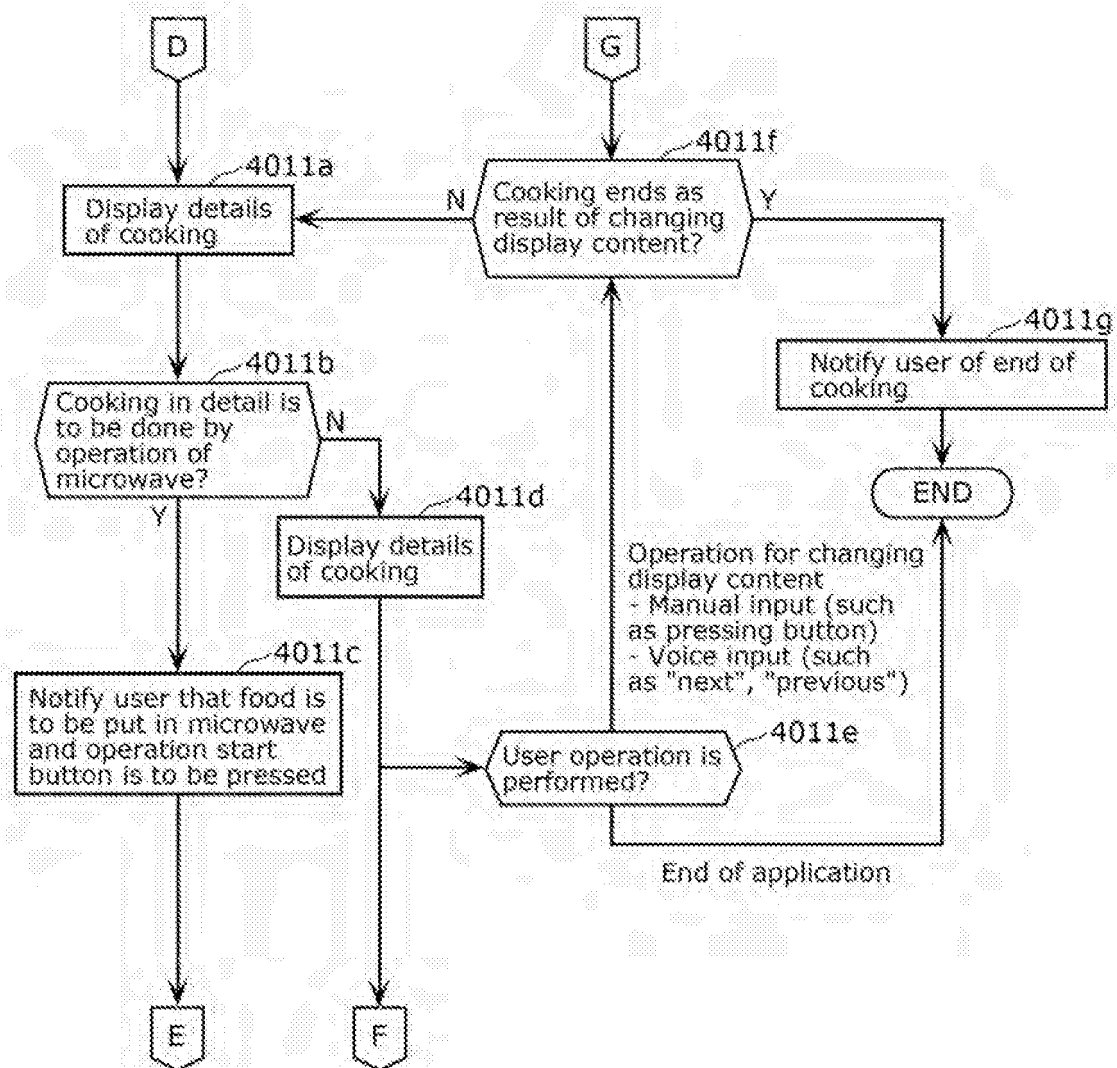 D
G
4011a
Display details
of cooking
4011f
N
Cooking ends as
result of changing
display content?
Y
4011g
Notify user of end of
cooking
END
4011b
Cooking in detail is
to be done by
operation of
microwave?
N
Y
4011d
Display details
of cooking
4011c
Notify user that food is
to be put in microwave
and operation start
button is to be pressed
Operation for changing
display content
- Manual input (such
as pressing button)
- Voice input (such
as "next", "previous")
4011e
User operation is
performed?
End of application
E
F